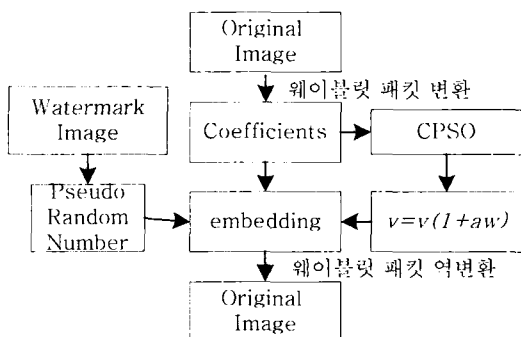 Original
Image
웨이블릿 패킷 변환
Watermark
Image
Coefficients
CPSO
Pseudo
Random
Number
embedding
v=v(1+aw)
웨이블릿 패킷 역변환
Original
Image